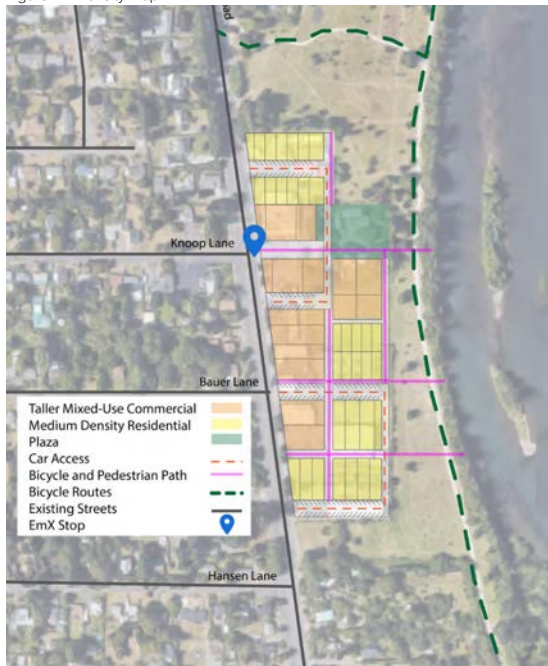 Knoop Lane
Bauer Lane
Taller Mixed-Use Commercial
Medium Density Residential
Plaza
Car Access
Bicycle and Pedestrian Path
Bicycle Routes
Existing Streets
EmX Stop
Hansen Lane